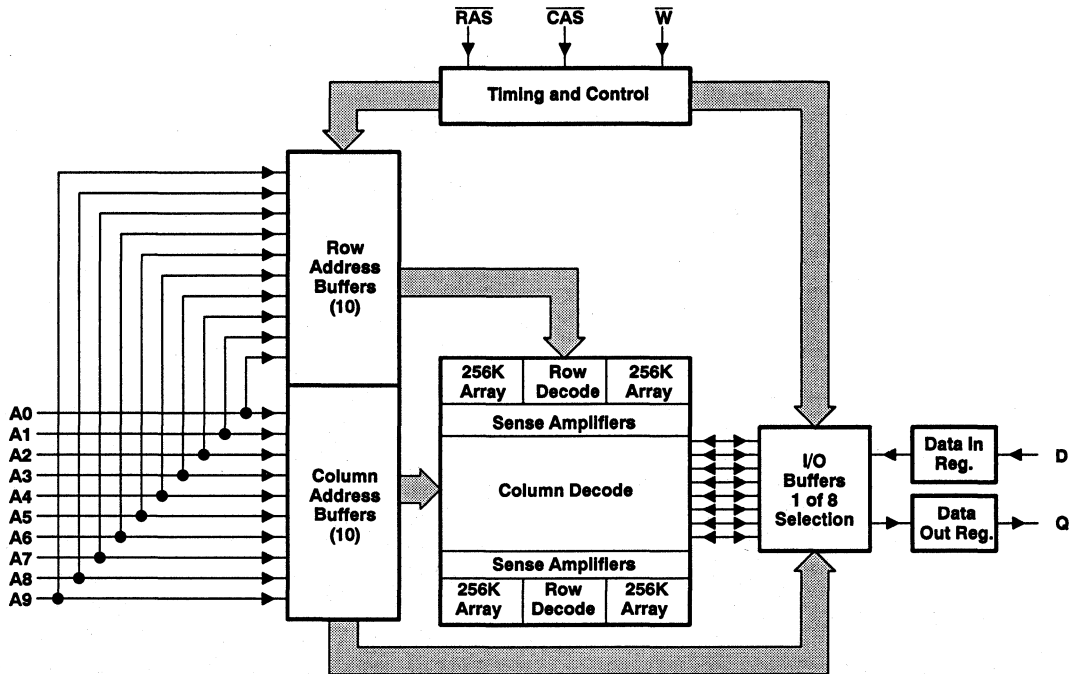 R̅A̅S̅ C̅A̅S̅ W̅
Timing and Control
Row
Address
Buffers
(10)
256K
Array
Row
Decode
256K
Array
Sense Amplifiers
Column Decode
Sense Amplifiers
256K
Array
Row
Decode
256K
Array
A0
A1
A2
A3
A4
A5
A6
A7
A8
A9
Column
Address
Buffers
(10)
I/O
Buffers
1 of 8
Selection
Data In
Reg.
D
Data
Out Reg.
Q